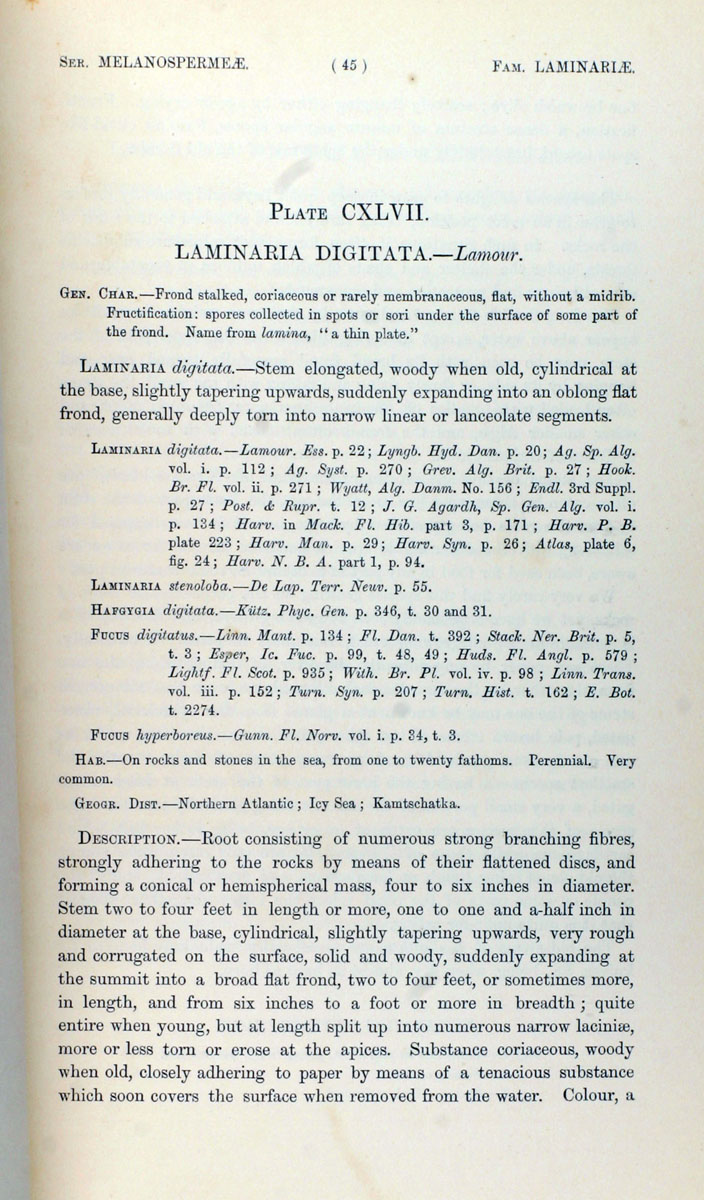 Ser. MELANOSPERMEÆ.
( 45 )
Fam. LAMINARIÆ.
Plate CXLVII.
LAMINARIA DIGITATA.—Lamour.
Gen. Char.—Frond stalked, coriaceous or rarely membranaceous, flat, without a midrib.
Fructification: spores collected in spots or sori under the surface of some part of
the frond. Name from lamina, “a thin plate.”
Laminaria digitata.—Stem elongated, woody when old, cylindrical at
the base, slightly tapering upwards, suddenly expanding into an oblong flat
frond, generally deeply torn into narrow linear or lanceolate segments.
Laminaria digitata.—Lamour. Ess. p. 22; Lyngb. Hyd. Dan. p. 20; Ag. Sp. Alg.
vol. i. p. 112; Ag. Syst. p. 270; Grev. Alg. Brit. p. 27; Hook.
Br. Fl. vol. ii. p. 271; Wyatt, Alg. Danm. No. 156; Endl. 3rd Suppl.
p. 27; Post. & Rupr. t. 12; J. G. Agardh, Sp. Gen. Alg. vol. i.
p. 134; Harv. in Mack. Fl. Hib. part 3, p. 171; Harv. P. B.
plate 223; Harv. Man. p. 29; Harv. Syn. p. 26; Atlas, plate 6,
fig. 24; Harv. N. B. A. part 1, p. 94.
Laminaria stenoloba.—De Lap. Terr. Neuv. p. 55.
Hafgygia digitata.—Kütz. Phyc. Gen. p. 346, t. 30 and 31.
Fucus digitatus.—Linn. Mant. p. 134; Fl. Dan. t. 392; Stack. Ner. Brit. p. 5,
t. 3; Esper, Ic. Fuc. p. 99, t. 48, 49; Huds. Fl. Angl. p. 579;
Lightf. Fl. Scot. p. 935; With. Br. Pl. vol. iv. p. 98; Linn. Trans.
vol. iii. p. 152; Turn. Syn. p. 207; Turn. Hist. t. 162; E. Bot.
t. 2274.
Fucus hyperboreus.—Gunn. Fl. Norv. vol. i. p. 34, t. 3.
Hab.—On rocks and stones in the sea, from one to twenty fathoms. Perennial. Very
common.
Geogr. Dist.—Northern Atlantic; Icy Sea; Kamtschatka.
Description.—Root consisting of numerous strong branching fibres,
strongly adhering to the rocks by means of their flattened discs, and
forming a conical or hemispherical mass, four to six inches in diameter.
Stem two to four feet in length or more, one to one and a-half inch in
diameter at the base, cylindrical, slightly tapering upwards, very rough
and corrugated on the surface, solid and woody, suddenly expanding at
the summit into a broad flat frond, two to four feet, or sometimes more,
in length, and from six inches to a foot or more in breadth; quite
entire when young, but at length split up into numerous narrow laciniæ,
more or less torn or erose at the apices. Substance coriaceous, woody
when old, closely adhering to paper by means of a tenacious substance
which soon covers the surface when removed from the water. Colour, a